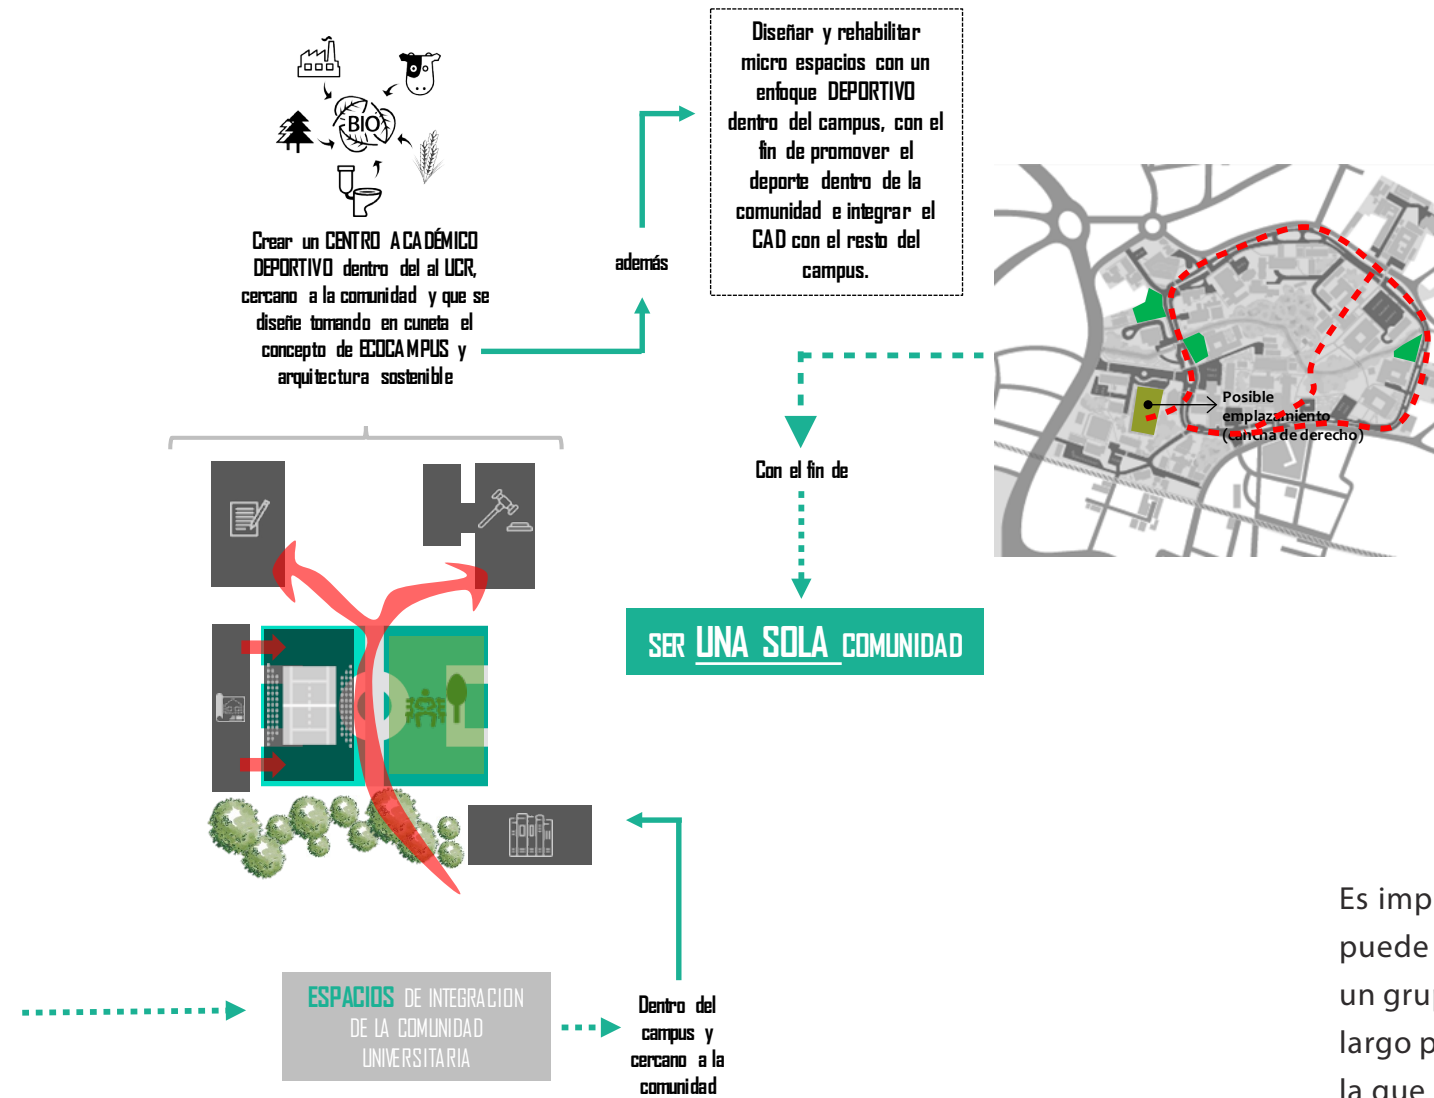 BIO
Crear un CENTRO ACADÉMICO
DEPORTIVO dentro del al UCR,
cercano a la comunidad y que se
diseñe tomando en cuneta el
concepto de ECOCAMPUS y
arquitectura sostenible
además
Diseñar y rehabilitar
micro espacios con un
enfoque DEPORTIVO
dentro del campus, con el
fin de promover el
deporte dentro de la
comunidad e integrar el
CAD con el resto del
campus.
Posible
emplazamiento
(cancha de derecho)
Con el fin de
SER UNA SOLA COMUNIDAD
ESPACIOS DE INTEGRACION
DE LA COMUNIDAD
UNIVERSITARIA
Dentro del
campus y
cercano a la
comunidad
Es imp
puede
un gru
largo p
la que